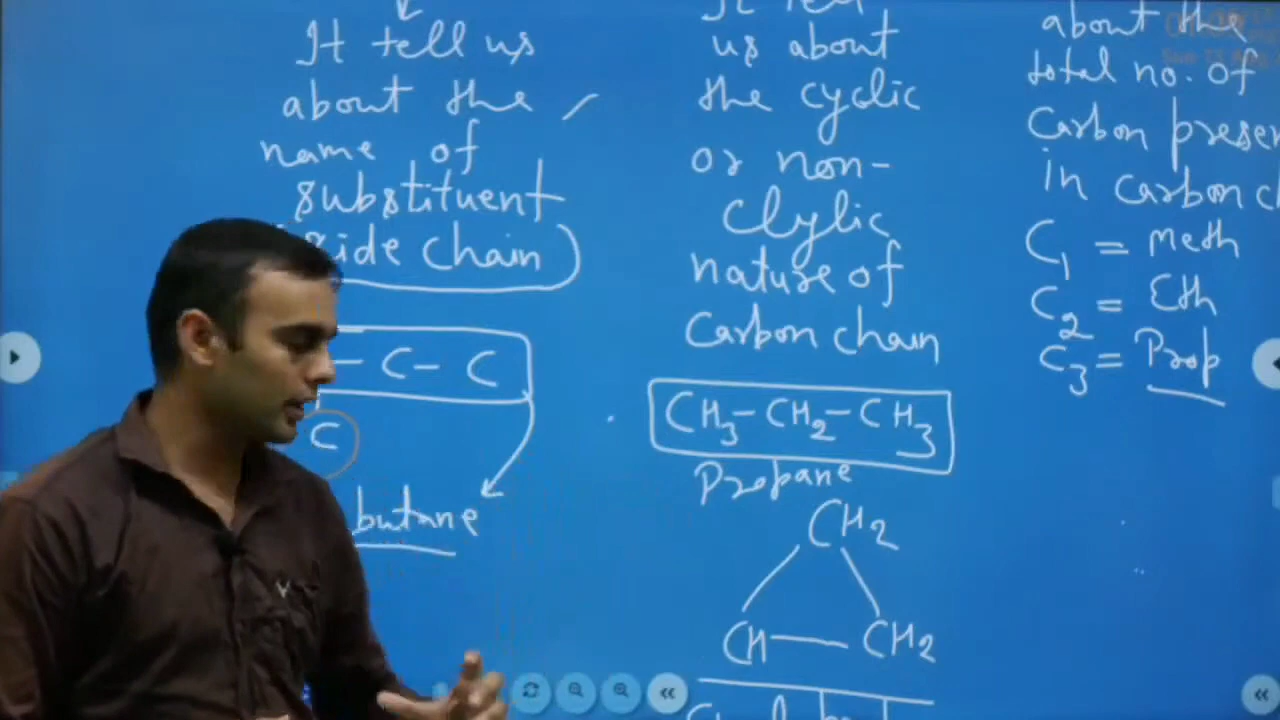 It tell us
about the
name of
substituent
side chain)
- C - C
C
butane
us about
the cyclic
or non-
Clylic
nature of
Carbon chain
CH3-CH2-CH3
Propane
CH2
CH — CH2
about the
total no. of
Carbon presen
in carbon ch
C1 = Meth
C2 = Eth
C3 = Prop